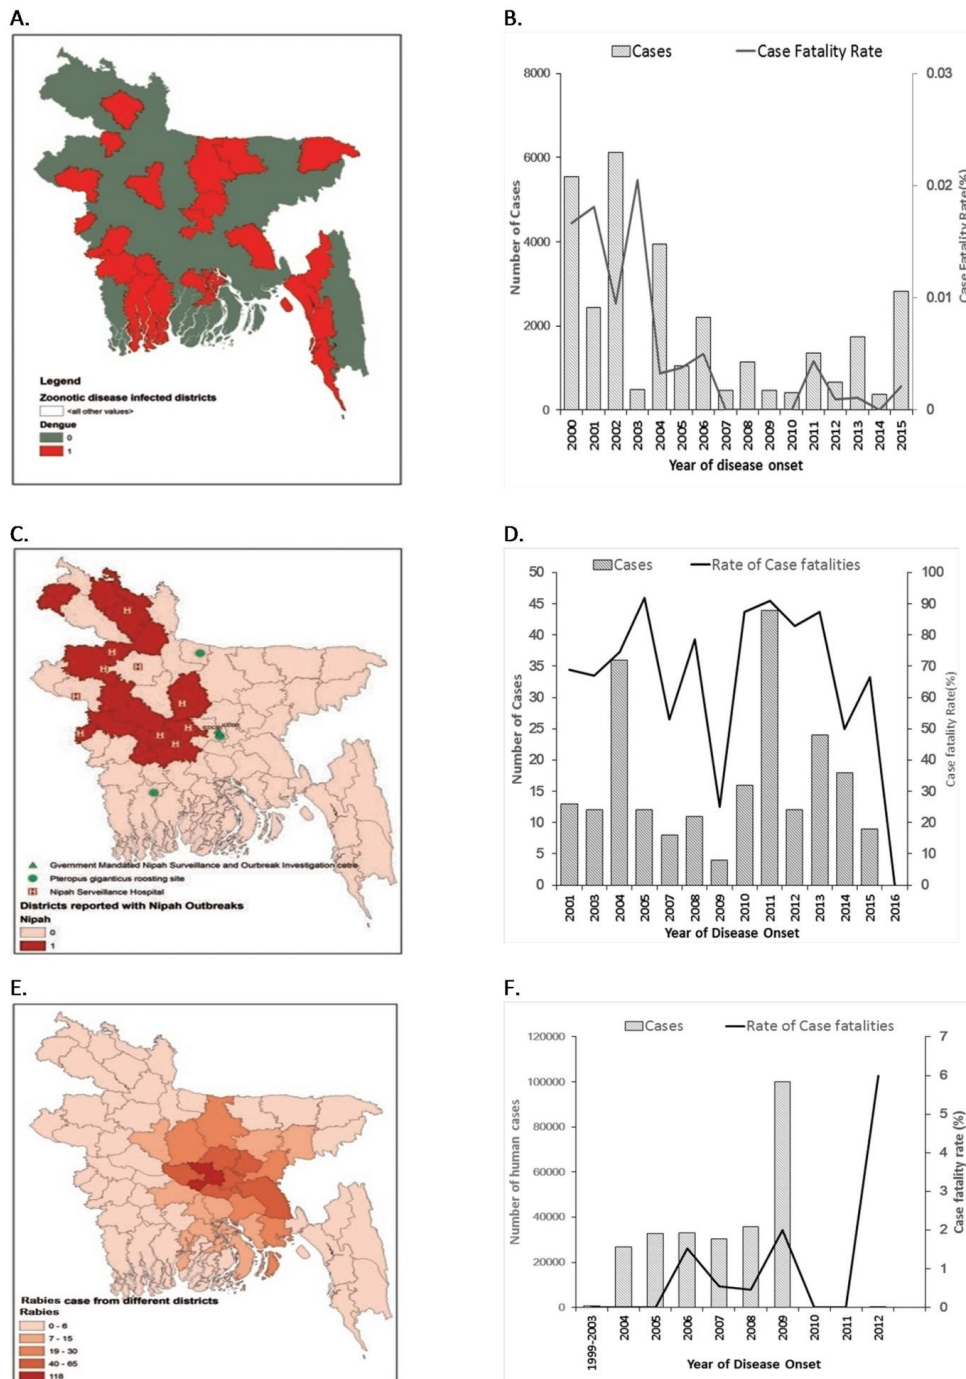 A.
Legend
Zoonotic disease infected districts
<all other values>
Dengue
0
1
B.
Cases
Case Fatality Rate
8000
6000
4000
2000
0
Number of Cases
0.03
0.02
0.01
0
Case Fatality Rate(%)
2000 2001 2002 2003 2004 2005 2006 2007 2008 2009 2010 2011 2012 2013 2014 2015
Year of disease onset
C.
H
H
H
H
H
H
H
H
H
H
Gvernment Mandated Nipah Surveillance and Ourbreak Investigation cetre
Pteropus giganticus roosting site
H Nipah Serveillance Hospital
Districts reported with Nipah Outbreaks
Nipah
0
1
D.
Cases
Rate of Case fatalities
50
45
40
35
30
25
20
15
10
5
0
Number of Cases
100
90
80
70
60
50
40
30
20
10
0
Case fatality Rate(%)
2001 2003 2004 2005 2006 2008 2009 2010 2011 2012 2013 2014 2015 2016
Year of Disease Onset
E.
Rabies case from different districts
Rabies
0 - 6
7 - 15
19 - 30
40 - 65
118
F.
Cases
Rate of Case fatalities
120000
100000
80000
60000
40000
20000
0
Number of human cases
7
6
5
4
3
2
1
0
Case fatality rate (%)
1999-2003 2004 2005 2006 2007 2008 2009 2010 2011 2012
Year of Disease Onset